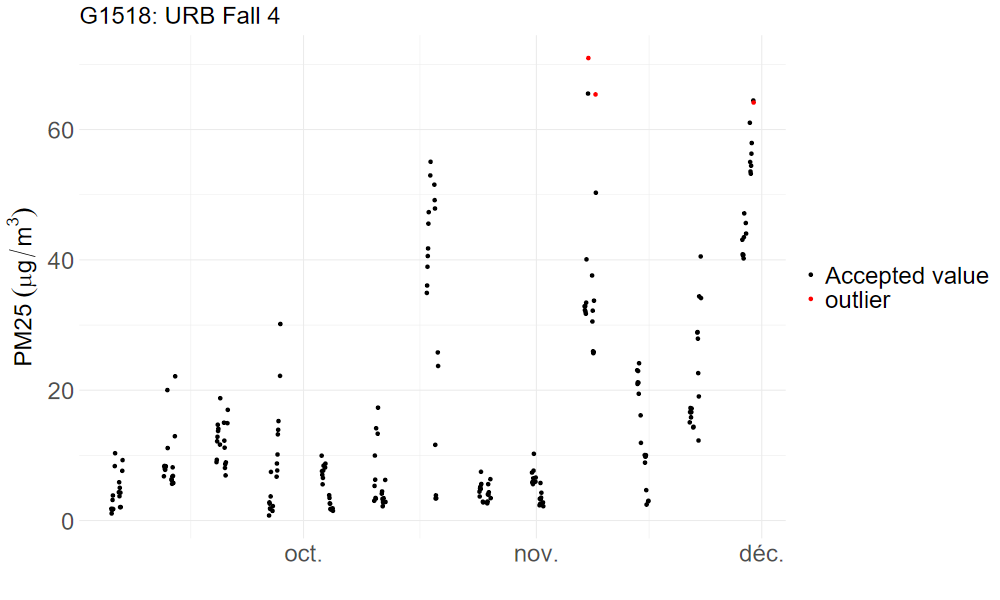 G1518: URB Fall 4
PM25 (μg/m³)
60
40
20
0
oct.
nov.
déc.
Accepted value
outlier